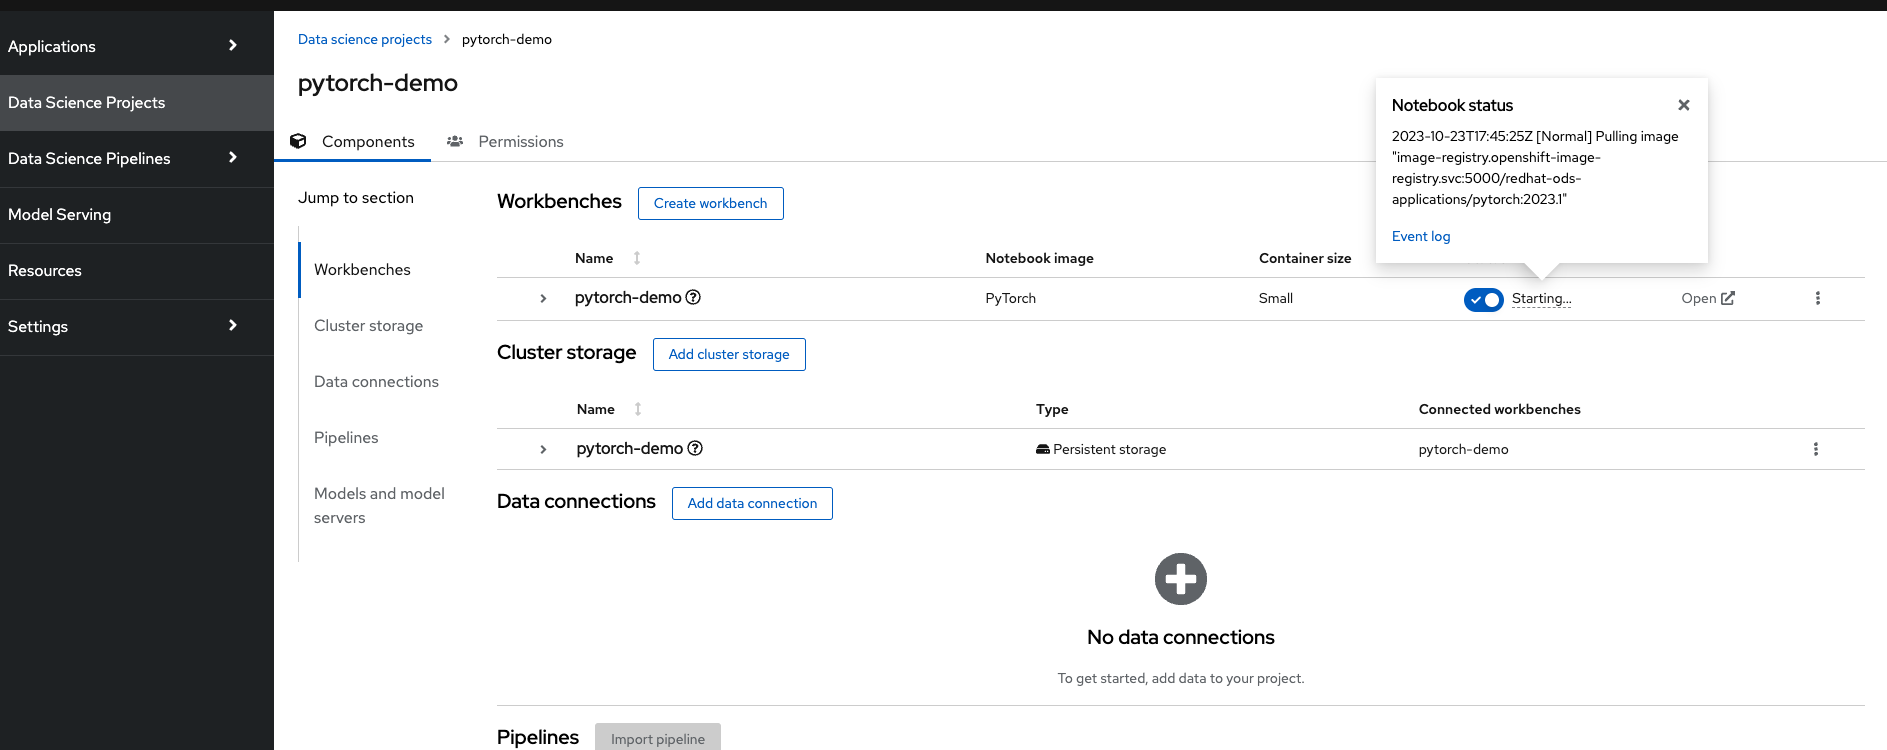 Applications
Data Science Projects
Data Science Pipelines
Model Serving
Resources
Settings
Data science projects > pytorch-demo
pytorch-demo
Components Permissions
Notebook status
2023-10-23T17:45:25Z [Normal] Pulling image
"image-registry.openshift-image-
registry.svc:5000/redhat-ods-
applications/pytorch:2023.1"
Event log
Jump to section
Workbenches
Cluster storage
Data connections
Pipelines
Models and model
servers
Workbenches Create workbench
Name Notebook image Container size
pytorch-demo PyTorch Small Starting... Open
Cluster storage Add cluster storage
Name Type Connected workbenches
pytorch-demo Persistent storage pytorch-demo
Data connections Add data connection
No data connections
To get started, add data to your project.
Pipelines Import pipeline